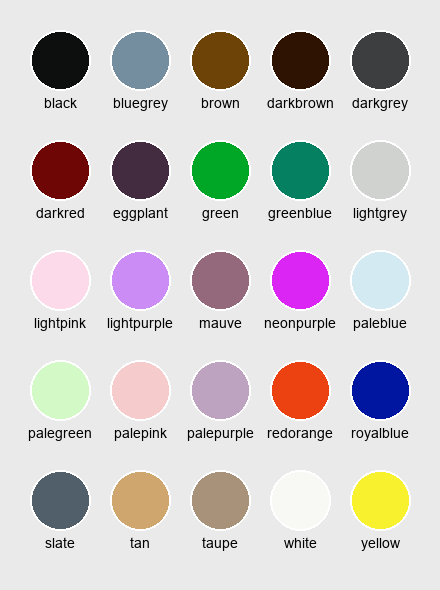 black bluegrey brown darkbrown darkgrey
darkred eggplant green greenblue lightgrey
lightpink lightpurple mauve neonpurple paleblue
palegreen palepink palepurple redorange royalblue
slate tan taupe white yellow